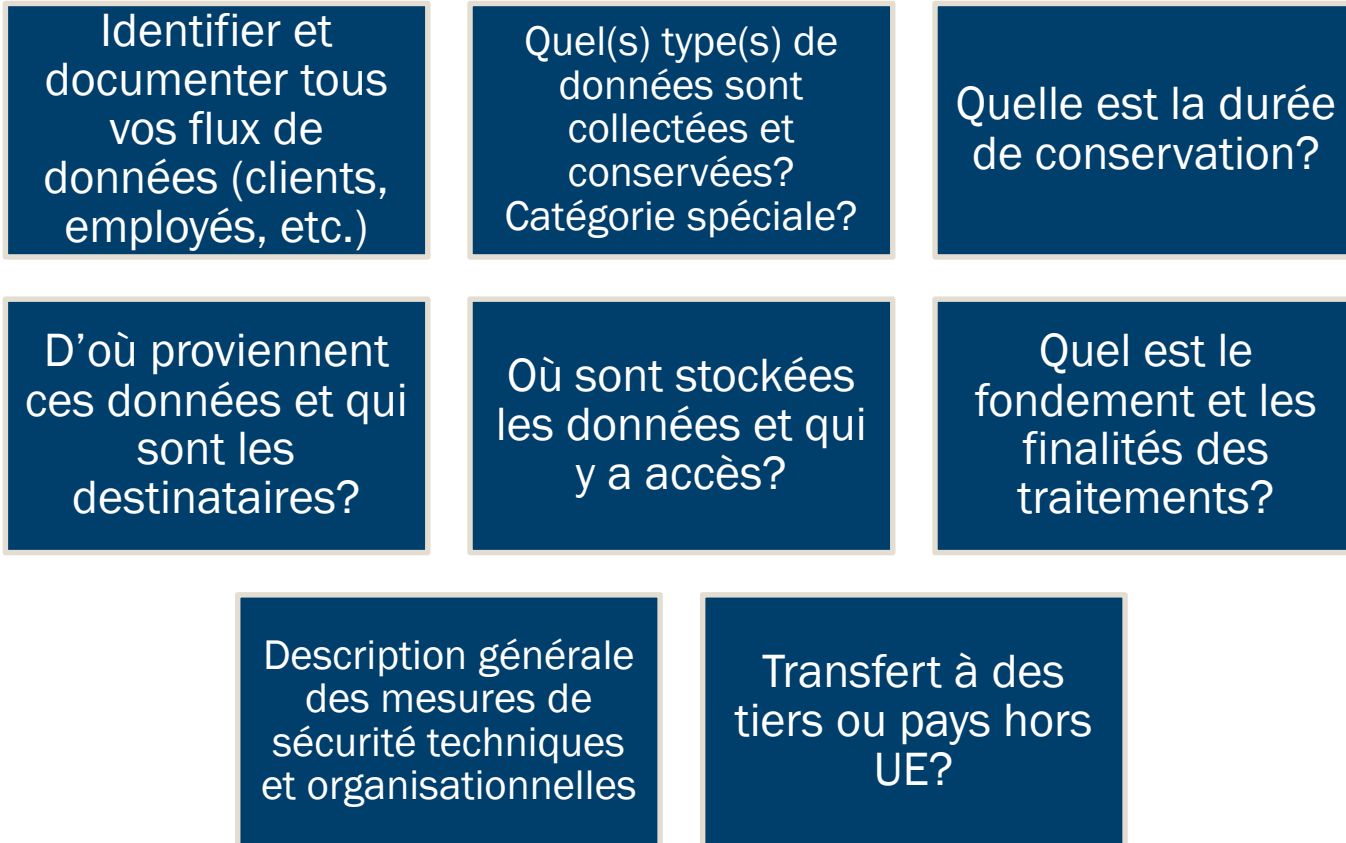 Identifier et
documenter tous
vos flux de
données (clients,
employés, etc.)
Quel(s) type(s) de
données sont
collectées et
conservées?
Catégorie spéciale?
Quelle est la durée
de conservation?
D’où proviennent
ces données et qui
sont les
destinataires?
Où sont stockées
les données et qui
y a accès?
Quel est le
fondement et les
finalités des
traitements?
Description générale
des mesures de
sécurité techniques
et organisationnelles
Transfert à des
tiers ou pays hors
UE?